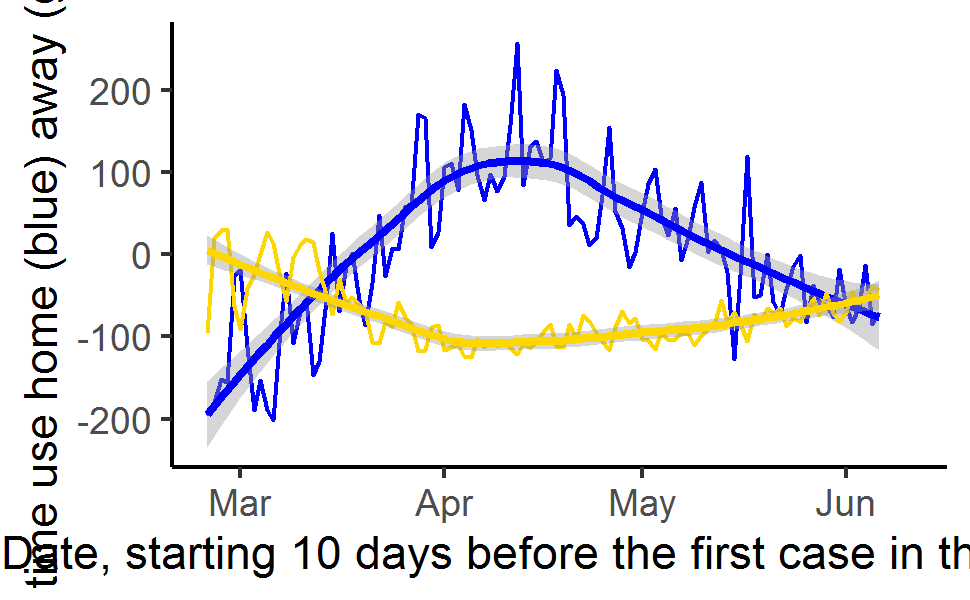 time use home (blue) away (
200
100
0
-100
-200
Mar Apr May Jun
Date, starting 10 days before the first case in th